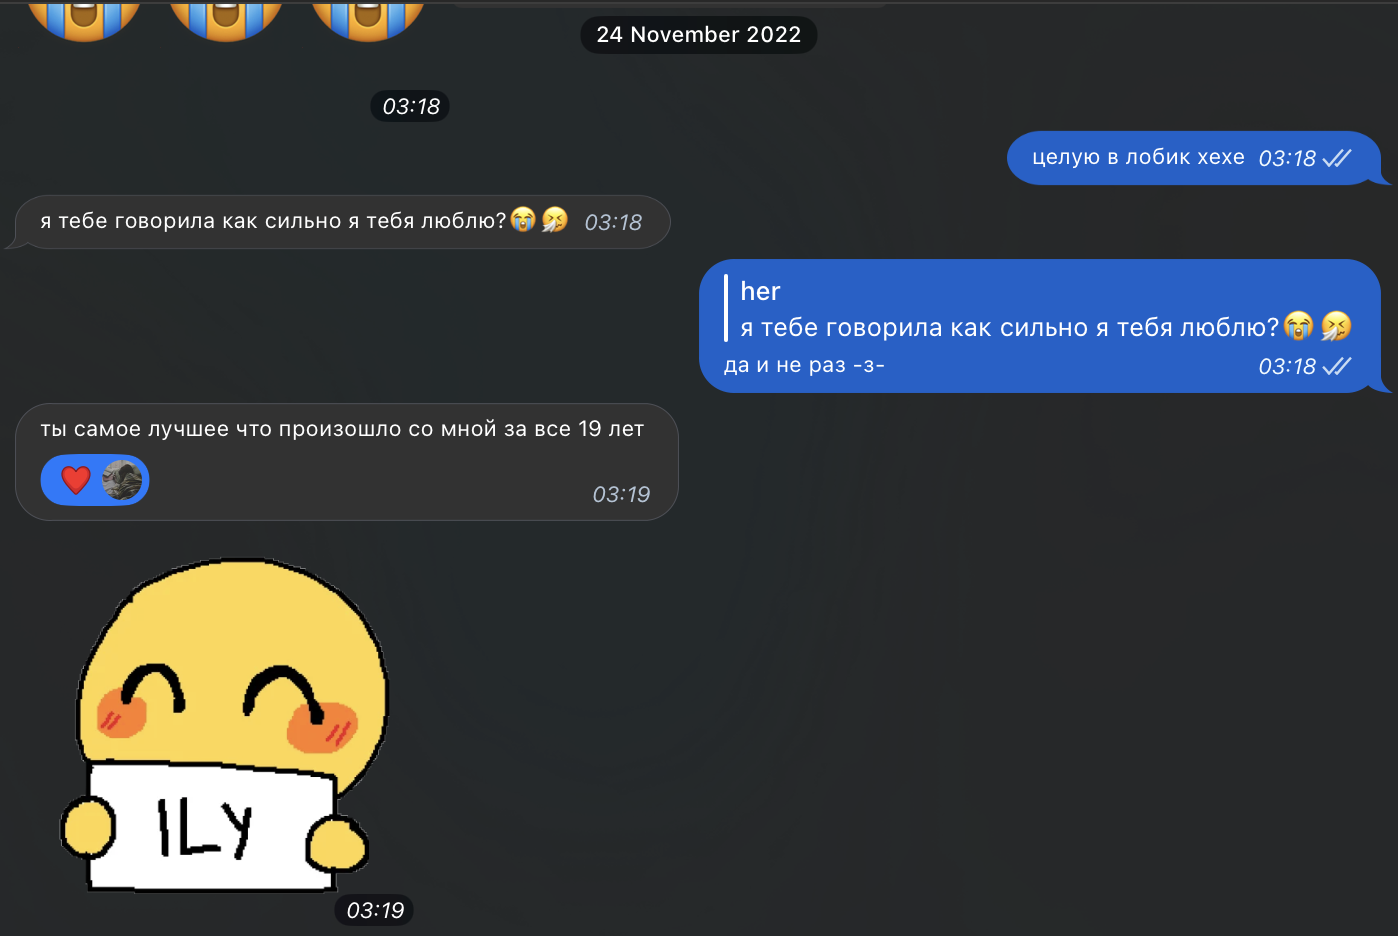 24 November 2022
03:18
целую в лобик хехе 03:18
я тебе говорила как сильно я тебя люблю?😭🤧 03:18
her
я тебе говорила как сильно я тебя люблю?😭🤧
да и не раз -з- 03:18
ты самое лучшее что произошло со мной за все 19 лет
❤️ 03:19
ILY
03:19